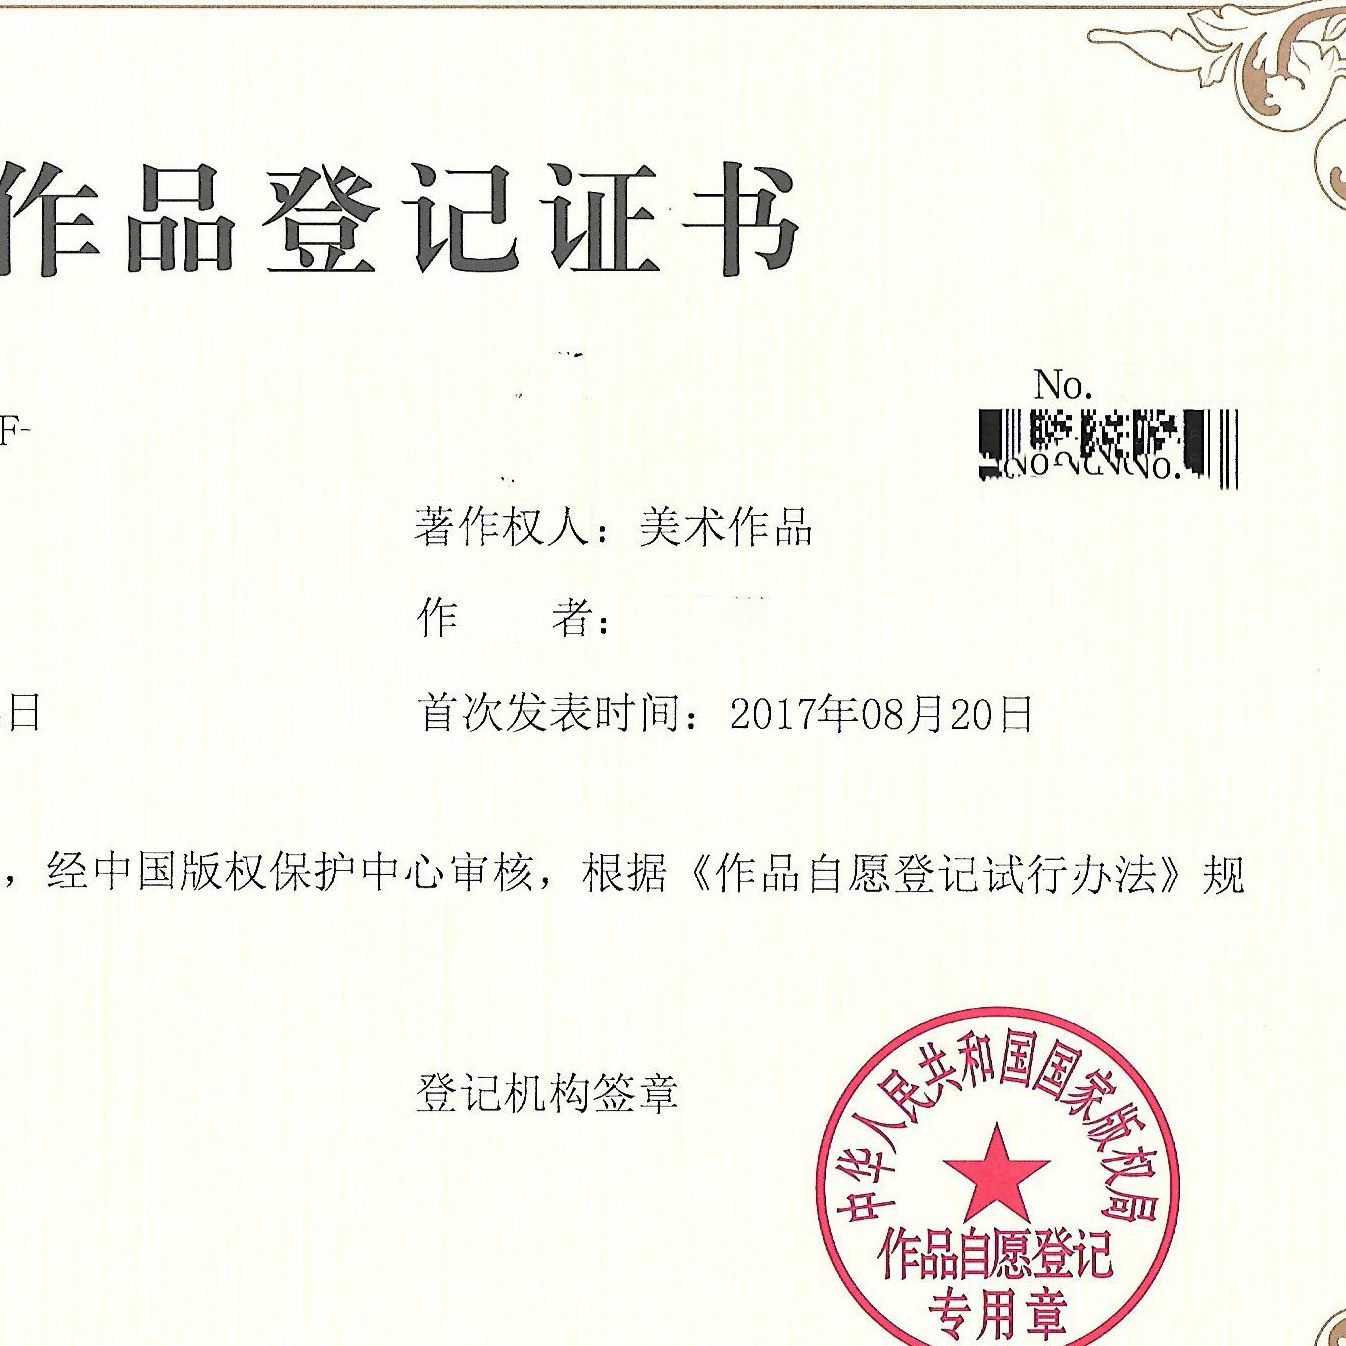 作品登记证书
No.
F-
著作权人：美术作品
作　　者：
日
首次发表时间：2017年08月20日
，经中国版权保护中心审核，根据《作品自愿登记试行办法》规
登记机构签章
中华人民共和国国家版权局
作品自愿登记
专用章